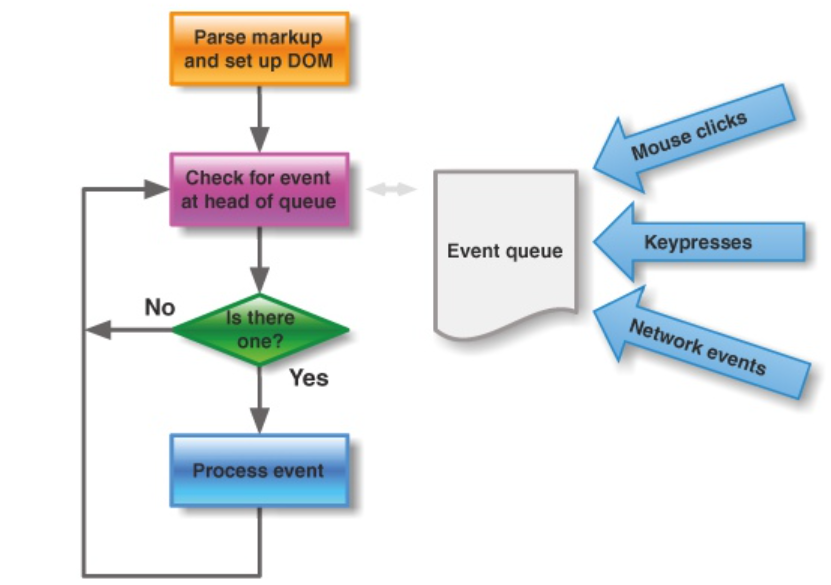 Parse markup
and set up DOM
Check for event
at head of queue
Is there
one?
No
Yes
Process event
Event queue
Mouse clicks
Keypresses
Network events